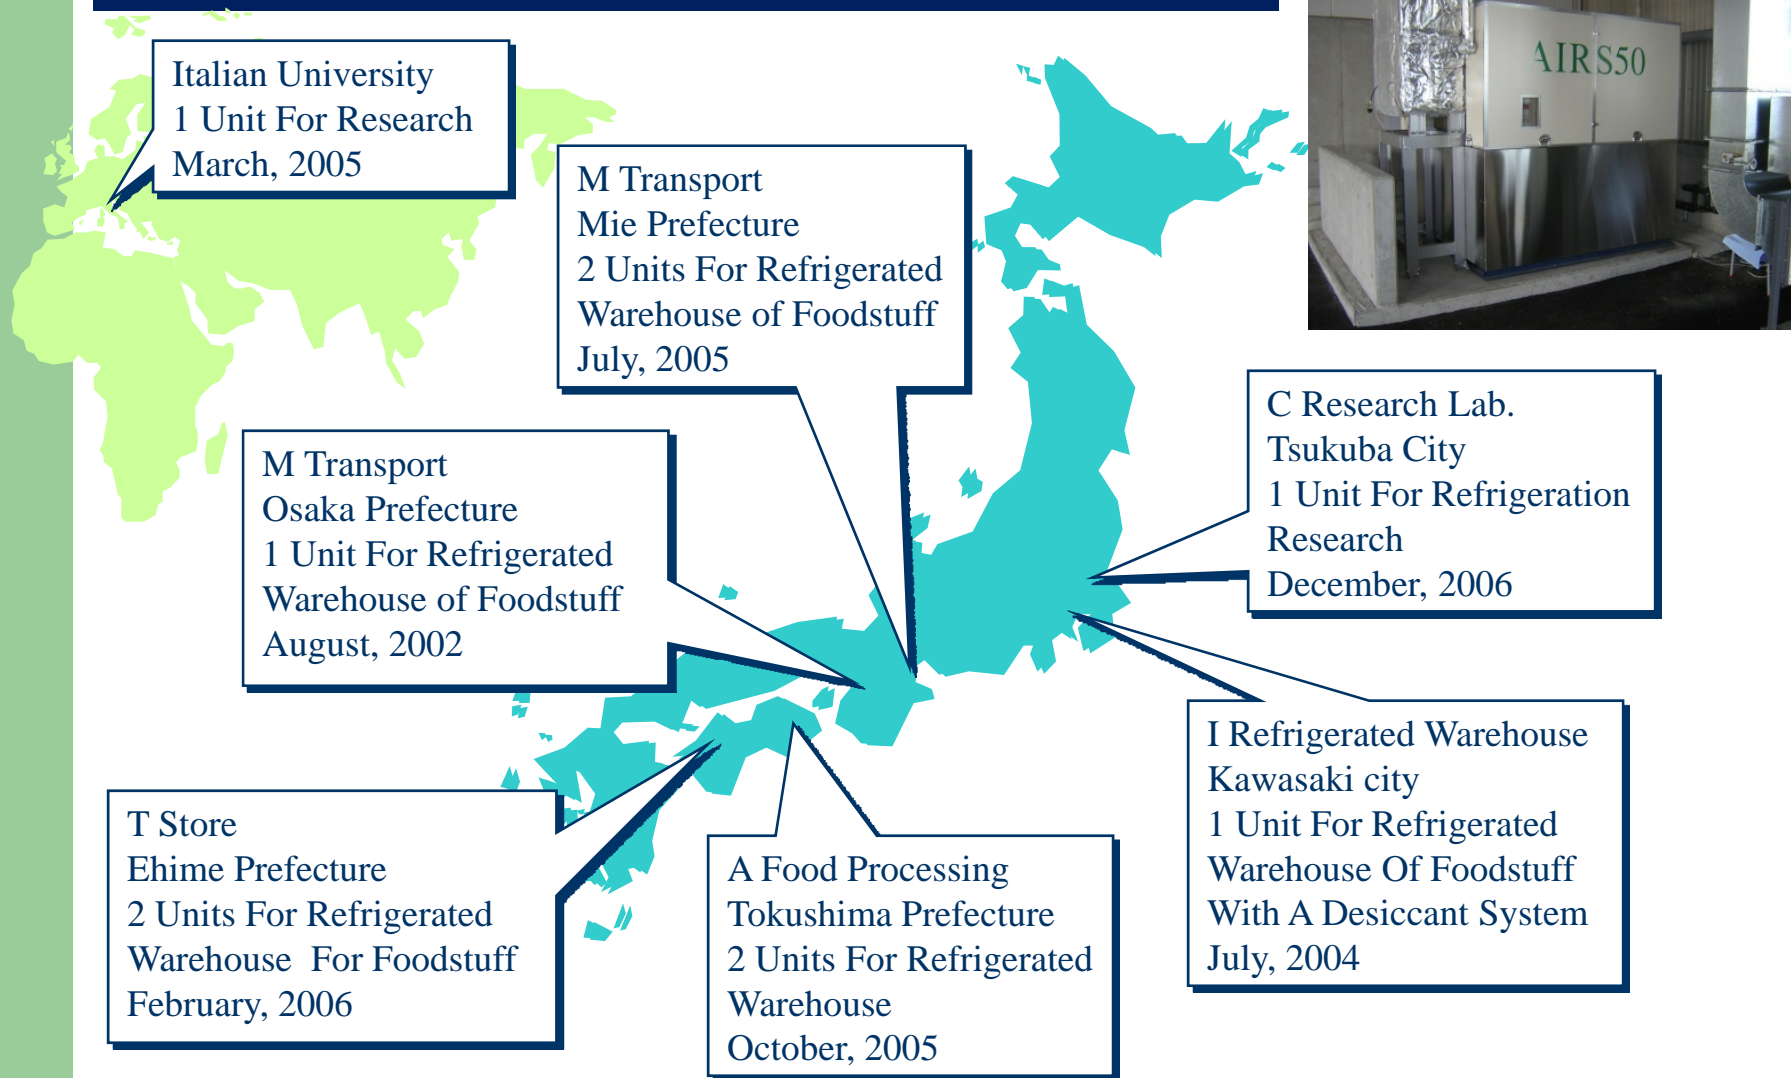 Italian University
1 Unit For Research
March, 2005
AIRS50
M Transport
Mie Prefecture
2 Units For Refrigerated
Warehouse of Foodstuff
July, 2005
C Research Lab.
Tsukuba City
1 Unit For Refrigeration
Research
December, 2006
M Transport
Osaka Prefecture
1 Unit For Refrigerated
Warehouse of Foodstuff
August, 2002
I Refrigerated Warehouse
Kawasaki city
1 Unit For Refrigerated
Warehouse Of Foodstuff
With A Desiccant System
July, 2004
T Store
Ehime Prefecture
2 Units For Refrigerated
Warehouse  For Foodstuff
February, 2006
A Food Processing
Tokushima Prefecture
2 Units For Refrigerated
Warehouse
October, 2005